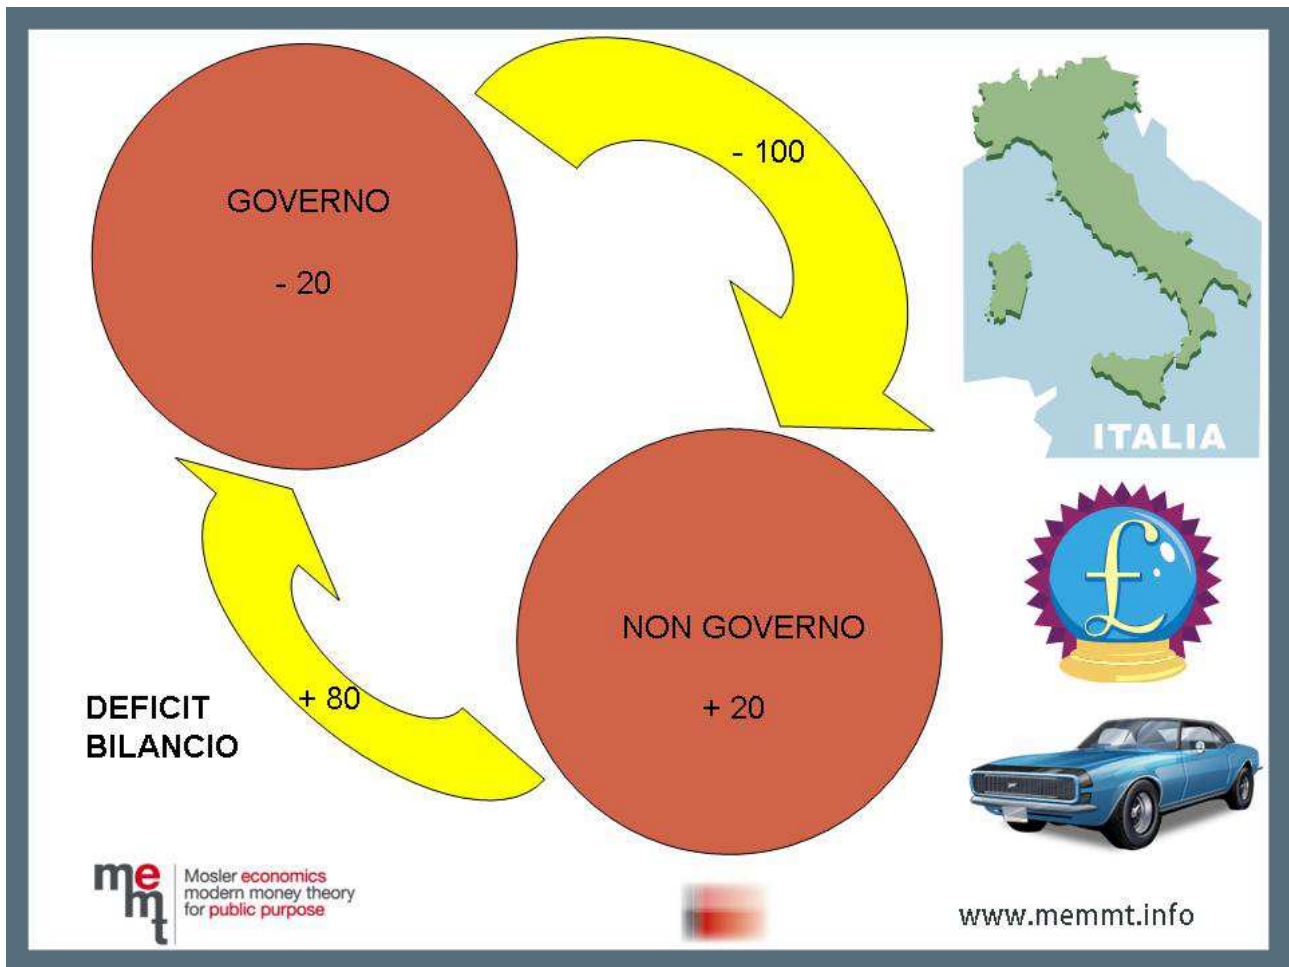 GOVERNO
- 20
- 100
ITALIA
£
NON GOVERNO
+ 20
+ 80
DEFICIT
BILANCIO
memt
Mosler economics
modern money theory
for public purpose
www.memmt.info